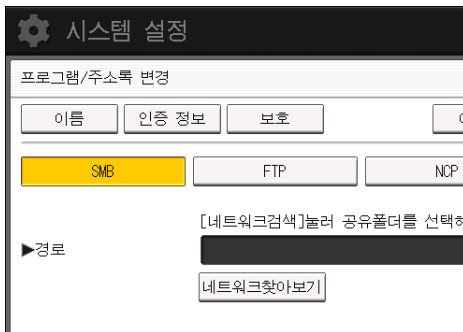 시스템 설정
프로그램/주소록 변경
이름 인증 정보 보호
SMB FTP NCP
[네트워크검색]눌러 공유폴더를 선택하
▶경로
네트워크찾아보기